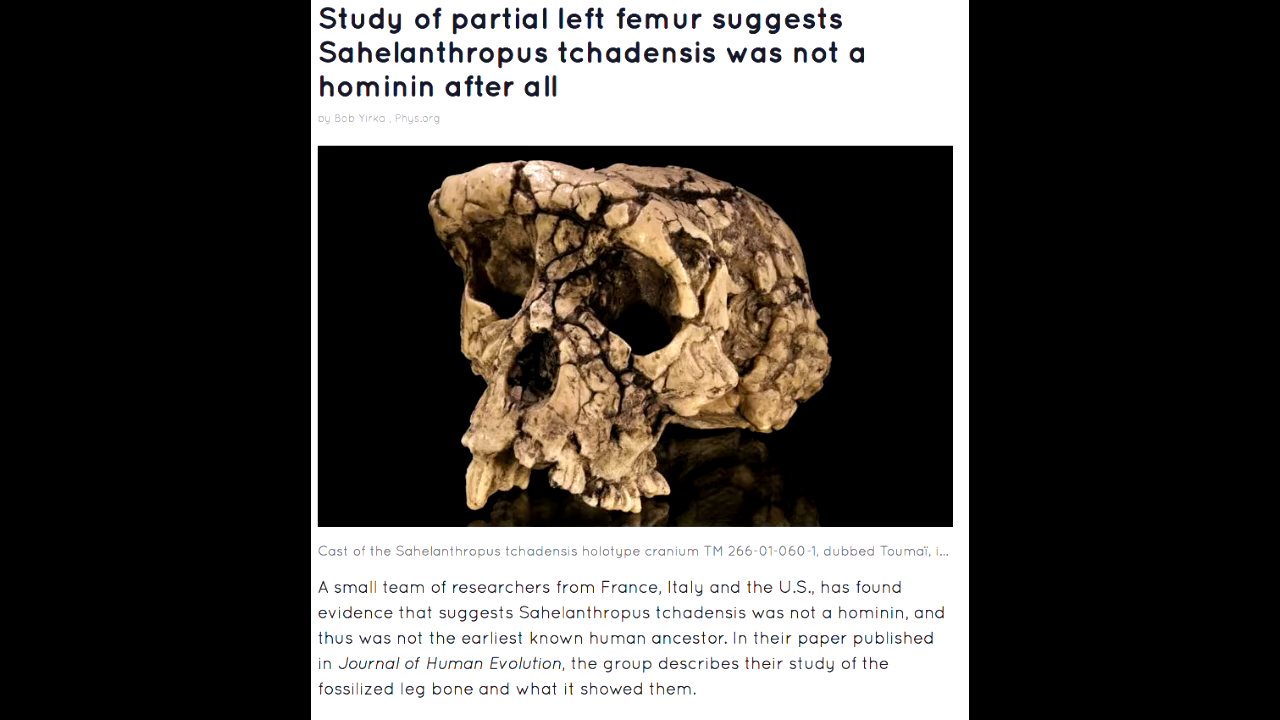 Study of partial left femur suggests
Sahelanthropus tchadensis was not a
hominin after all
by Bob Yirka , Phys.org
Cast of the Sahelanthropus tchadensis holotype cranium TM 266-01-060-1, dubbed Toumaï, i...
A small team of researchers from France, Italy and the U.S., has found
evidence that suggests Sahelanthropus tchadensis was not a hominin, and
thus was not the earliest known human ancestor. In their paper published
in Journal of Human Evolution, the group describes their study of the
fossilized leg bone and what it showed them.